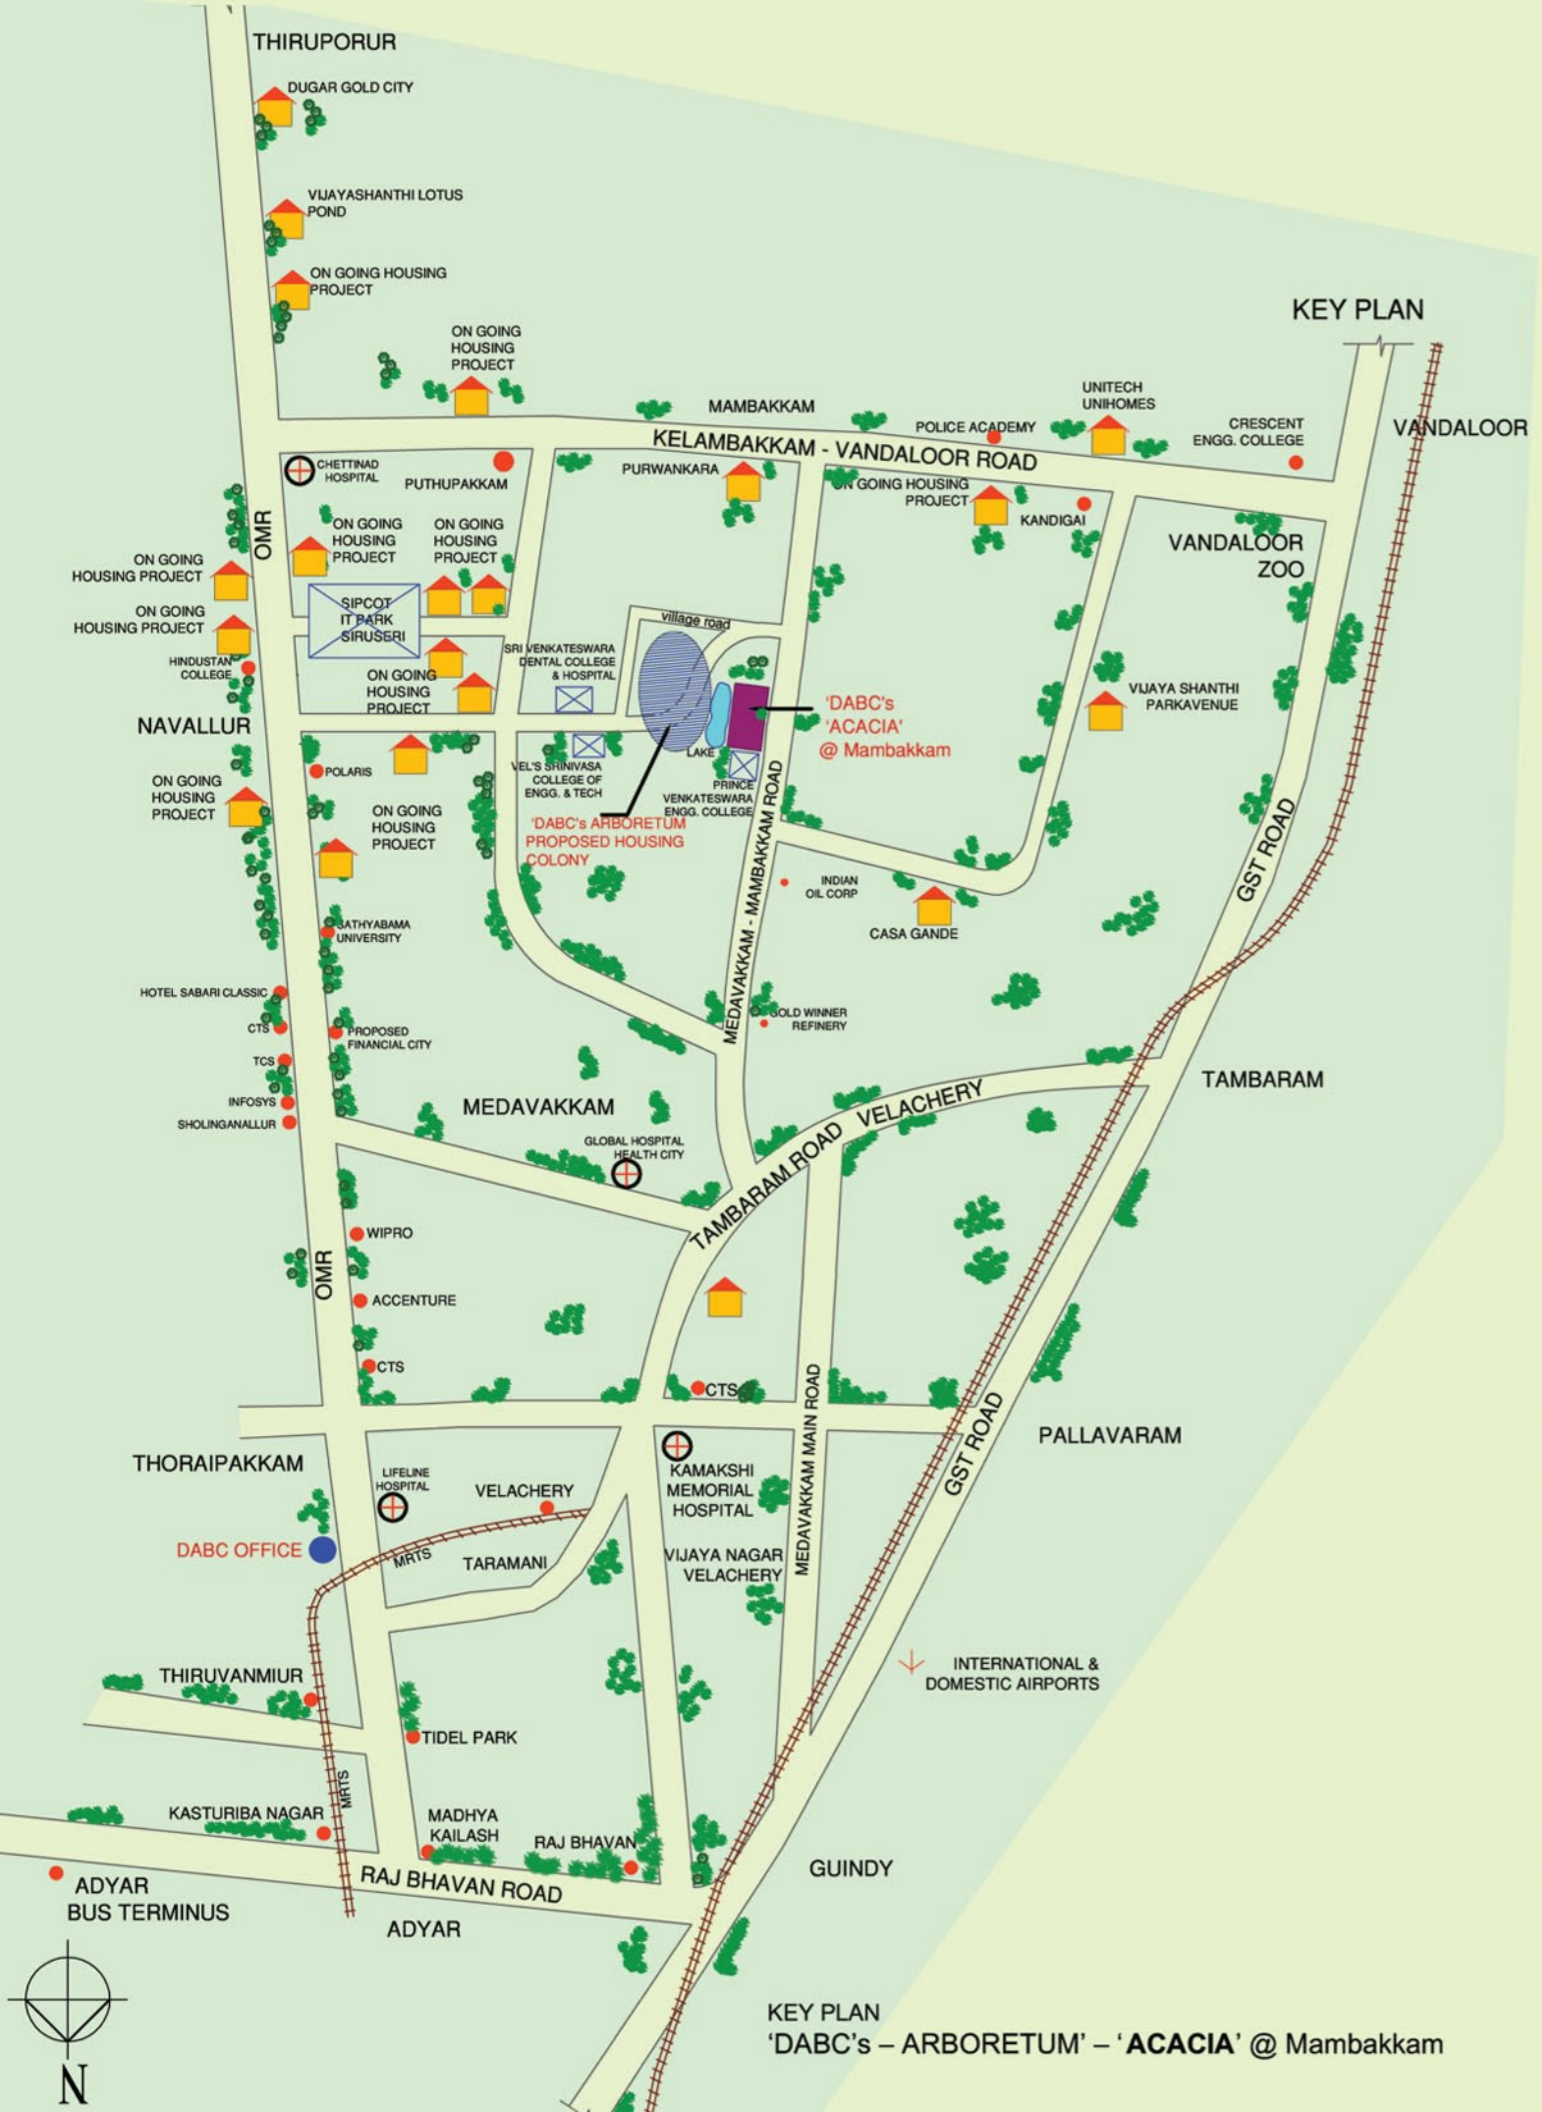 THIRUPORUR
DUGAR GOLD CITY
VIJAYASHANTHI LOTUS
POND
ON GOING HOUSING
PROJECT
KEY PLAN
ON GOING
HOUSING
PROJECT
MAMBAKKAM
UNITECH
UNIHOMES
POLICE ACADEMY
CRESCENT
ENGG. COLLEGE
VANDALOOR
KELAMBAKKAM - VANDALOOR ROAD
CHETTINAD
HOSPITAL
PUTHUPAKKAM
PURWANKARA
ON GOING HOUSING
PROJECT
KANDIGAI
VANDALOOR
ZOO
OMR
ON GOING
HOUSING
PROJECT
ON GOING
HOUSING
PROJECT
ON GOING
HOUSING PROJECT
ON GOING
HOUSING PROJECT
SIPCOT
IT PARK
SIRUSERI
village road
HINDUSTAN
COLLEGE
ON GOING
HOUSING
PROJECT
SRI VENKATESWARA
DENTAL COLLEGE
& HOSPITAL
'DABC's
'ACACIA'
@ Mambakkam
VIJAYA SHANTHI
PARKAVENUE
NAVALLUR
LAKE
POLARIS
VEL'S SRINIVASA
COLLEGE OF
ENGG. & TECH
PRINCE
VENKATESWARA
ENGG. COLLEGE
ON GOING
HOUSING
PROJECT
ON GOING
HOUSING
PROJECT
'DABC's ARBORETUM
PROPOSED HOUSING
COLONY
MEDAVAKKAM - MAMBAKKAM ROAD
GST ROAD
INDIAN
OIL CORP
CASA GANDE
SATHYABAMA
UNIVERSITY
HOTEL SABARI CLASSIC
CTS
PROPOSED
FINANCIAL CITY
GOLD WINNER
REFINERY
TCS
INFOSYS
SHOLINGANALLUR
MEDAVAKKAM
TAMBARAM
GLOBAL HOSPITAL
HEALTH CITY
TAMBARAM ROAD VELACHERY
WIPRO
OMR
ACCENTURE
CTS
CTS
MEDAVAKKAM MAIN ROAD
GST ROAD
PALLAVARAM
THORAIPAKKAM
LIFELINE
HOSPITAL
VELACHERY
KAMAKSHI
MEMORIAL
HOSPITAL
DABC OFFICE
MRTS
TARAMANI
VIJAYA NAGAR
VELACHERY
INTERNATIONAL &
DOMESTIC AIRPORTS
THIRUVANMIUR
TIDEL PARK
MRTS
KASTURIBA NAGAR
MADHYA
KAILASH
RAJ BHAVAN
GUINDY
RAJ BHAVAN ROAD
ADYAR
BUS TERMINUS
ADYAR
N
KEY PLAN
'DABC's – ARBORETUM' – 'ACACIA' @ Mambakkam